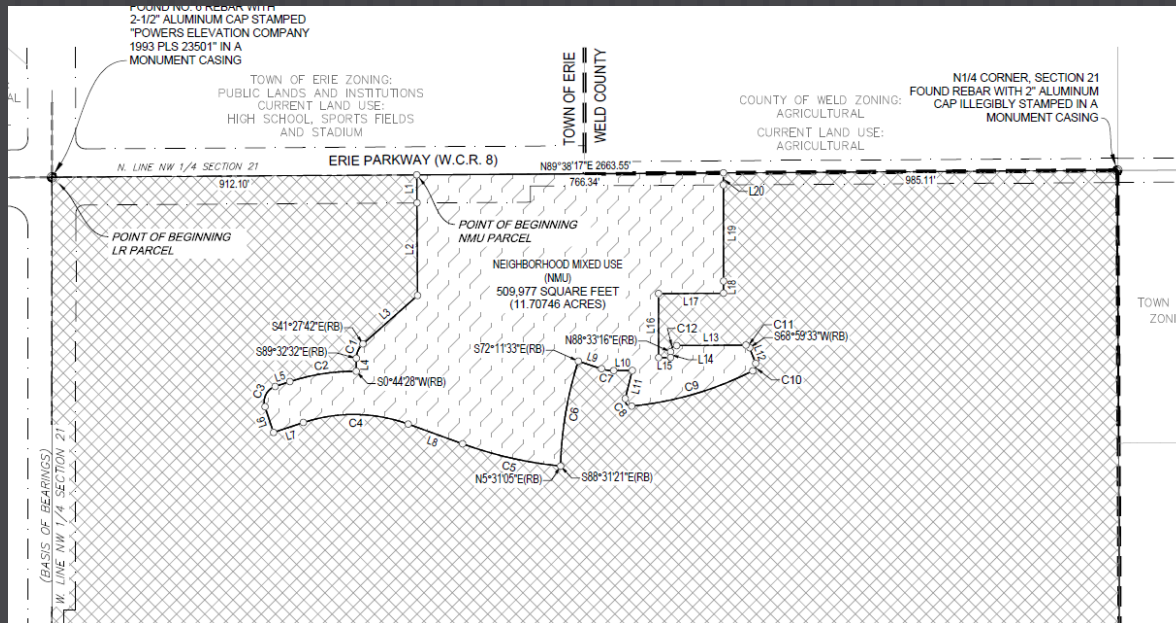 FOUND NO. 6 REBAR WITH
2-1/2" ALUMINUM CAP STAMPED
"POWERS ELEVATION COMPANY
1993 PLS 23501" IN A
MONUMENT CASING
TOWN OF ERIE ZONING:
PUBLIC LANDS AND INSTITUTIONS
CURRENT LAND USE:
HIGH SCHOOL, SPORTS FIELDS
AND STADIUM
TOWN OF ERIE
WELD COUNTY
COUNTY OF WELD ZONING:
AGRICULTURAL
CURRENT LAND USE:
AGRICULTURAL
N1/4 CORNER, SECTION 21
FOUND REBAR WITH 2" ALUMINUM
CAP ILLEGIBLY STAMPED IN A
MONUMENT CASING
AL
N. LINE NW 1/4 SECTION 21
ERIE PARKWAY (W.C.R. 8)
N89°38'17"E 2663.55'
912.10'
766.34'
985.11'
L1
L20
POINT OF BEGINNING
LR PARCEL
POINT OF BEGINNING
NMU PARCEL
L2
L19
NEIGHBORHOOD MIXED USE
(NMU)
509,977 SQUARE FEET
(11.70746 ACRES)
L18
L17
L3
L16
TOWN
ZONE
S41°27'42"E(RB)
C1
S89°32'32"E(RB)
L4
C2
S0°44'28"W(RB)
L5
C3
L6
L7
C4
L8
C5
N5°31'05"E(RB)
S88°31'21"E(RB)
C6
S72°11'33"E(RB)
L9
C7
L10
L11
C8
C9
C10
L12
C11
S68°59'33"W(RB)
L13
C12
N88°33'16"E(RB)
L14
L15
(BASIS OF BEARINGS)
W. LINE NW 1/4 SECTION 21